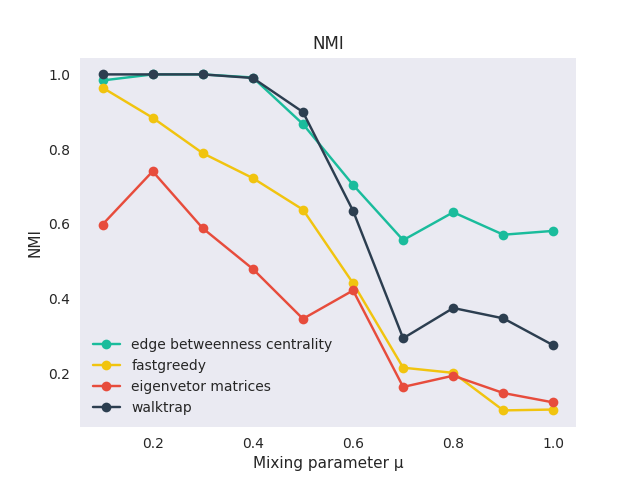 NMI
1.0
0.8
0.6
0.4
0.2
NMI
edge betweenness centrality
fastgreedy
eigenvetor matrices
walktrap
0.2 0.4 0.6 0.8 1.0
Mixing parameter μ